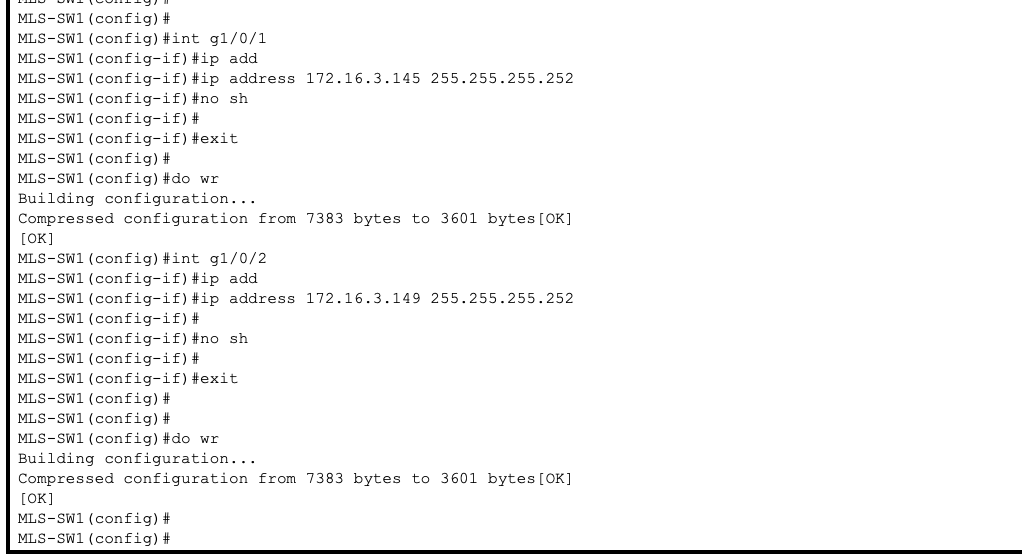 MLS-SW1(config)#
MLS-SW1(config)#
MLS-SW1(config)#int g1/0/1
MLS-SW1(config-if)#ip add
MLS-SW1(config-if)#ip address 172.16.3.145 255.255.255.252
MLS-SW1(config-if)#no sh
MLS-SW1(config-if)#
MLS-SW1(config-if)#exit
MLS-SW1(config)#
MLS-SW1(config)#do wr
Building configuration...
Compressed configuration from 7383 bytes to 3601 bytes[OK]
[OK]
MLS-SW1(config)#int g1/0/2
MLS-SW1(config-if)#ip add
MLS-SW1(config-if)#ip address 172.16.3.149 255.255.255.252
MLS-SW1(config-if)#
MLS-SW1(config-if)#no sh
MLS-SW1(config-if)#
MLS-SW1(config-if)#exit
MLS-SW1(config)#
MLS-SW1(config)#
MLS-SW1(config)#do wr
Building configuration...
Compressed configuration from 7383 bytes to 3601 bytes[OK]
[OK]
MLS-SW1(config)#
MLS-SW1(config)#